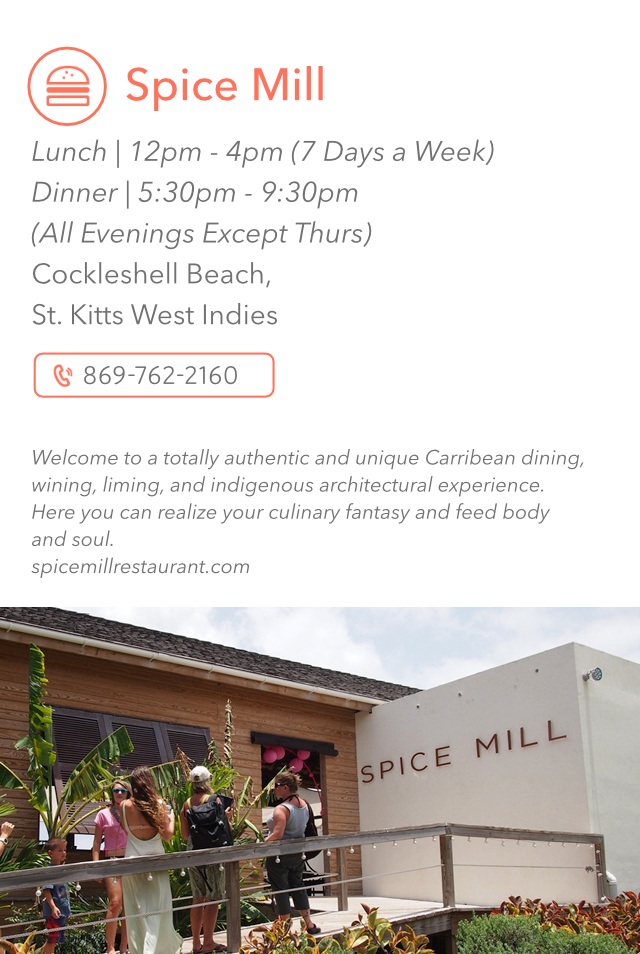 Spice Mill
Lunch | 12pm - 4pm (7 Days a Week)
Dinner | 5:30pm - 9:30pm
(All Evenings Except Thurs)
Cockleshell Beach,
St. Kitts West Indies
869-762-2160
Welcome to a totally authentic and unique Carribean dining,
wining, liming, and indigenous architectural experience.
Here you can realize your culinary fantasy and feed body
and soul.
spicemillrestaurant.com
SPICE MILL